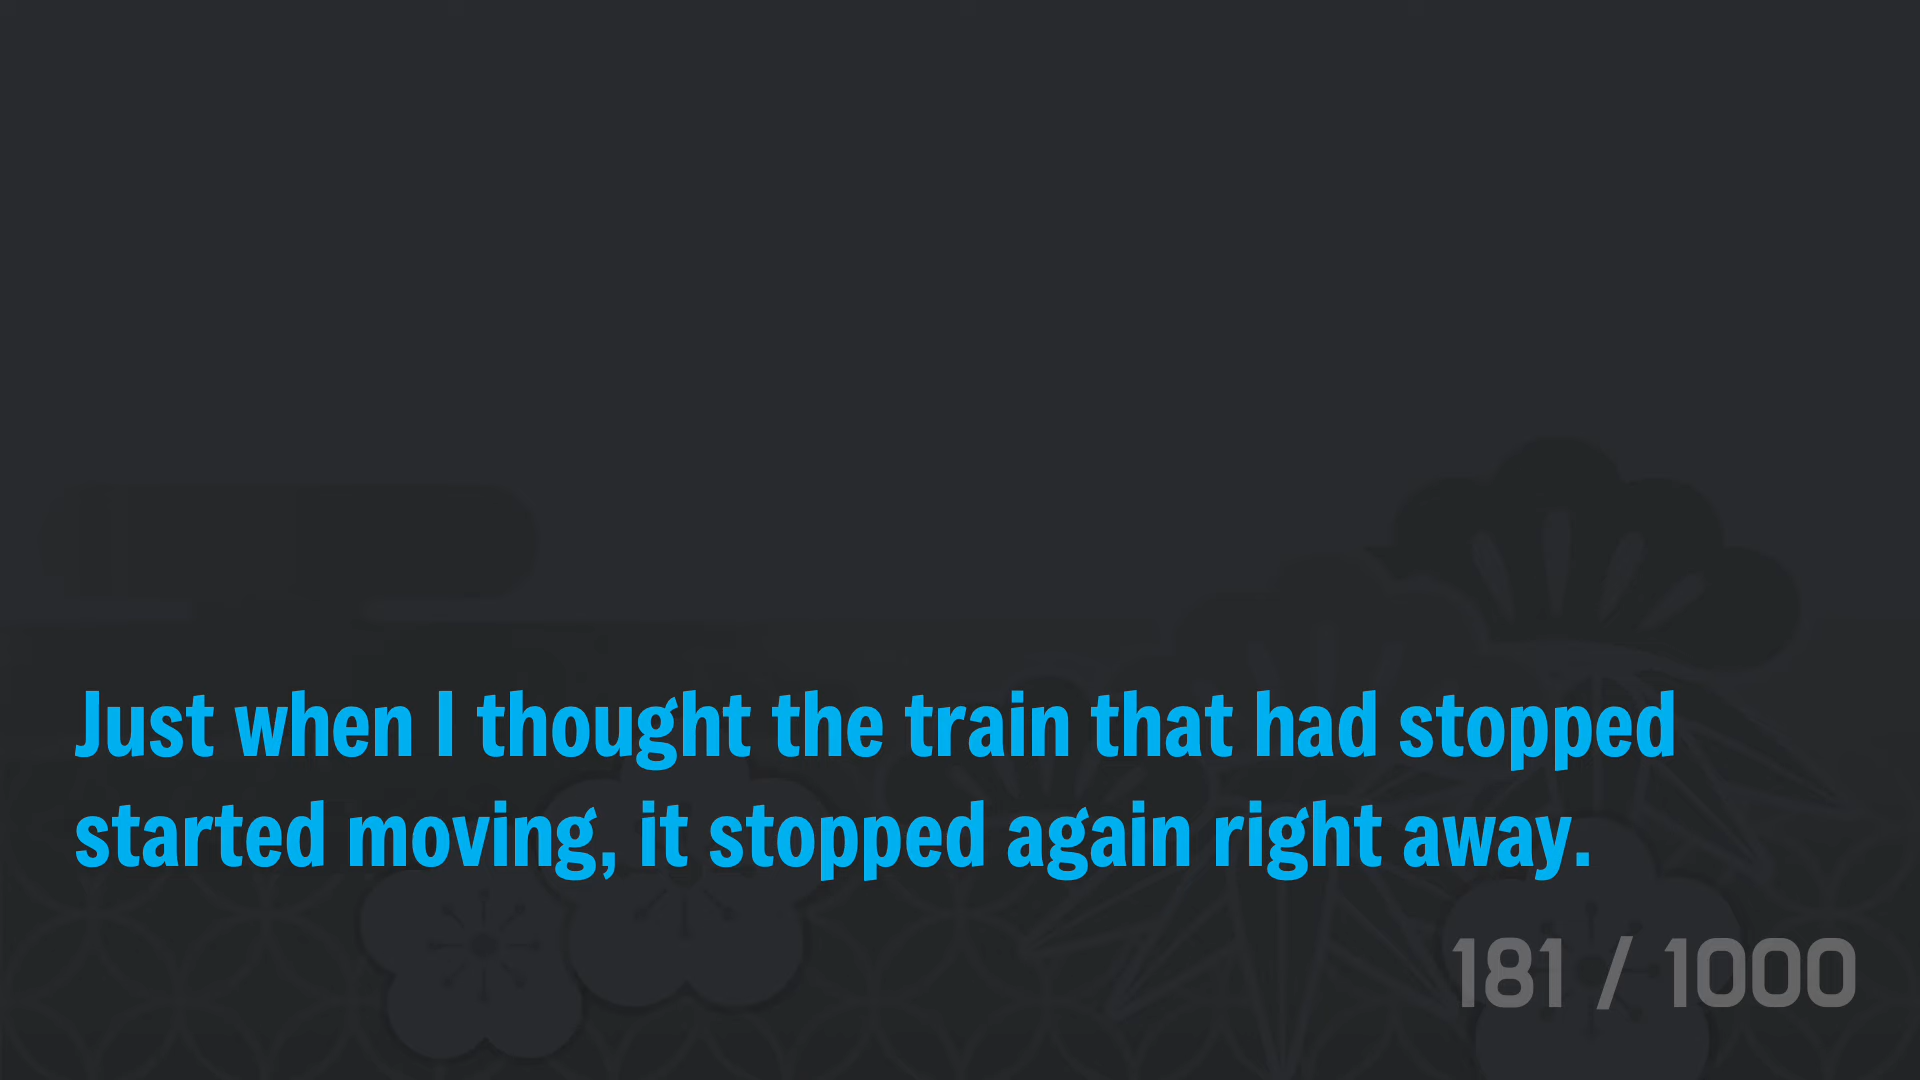 Just when I thought the train that had stopped
started moving, it stopped again right away.
181 / 1000